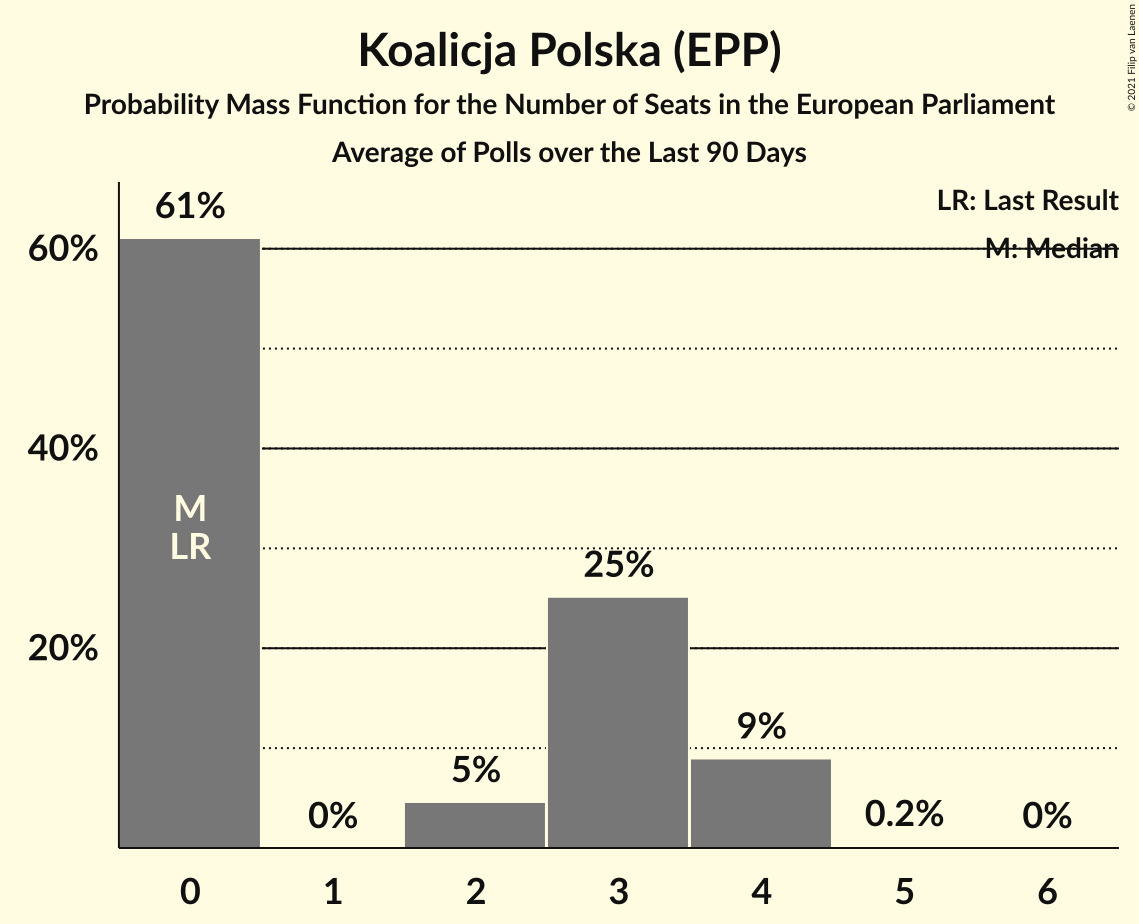 Koalicja Polska (EPP)
Probability Mass Function for the Number of Seats in the European Parliament
Average of Polls over the Last 90 Days
© 2021 Filip van Laenen
LR: Last Result
M: Median
61%
60%
40%
M
LR
25%
20%
9%
5%
0%
0.2%
0%
0 1 2 3 4 5 6